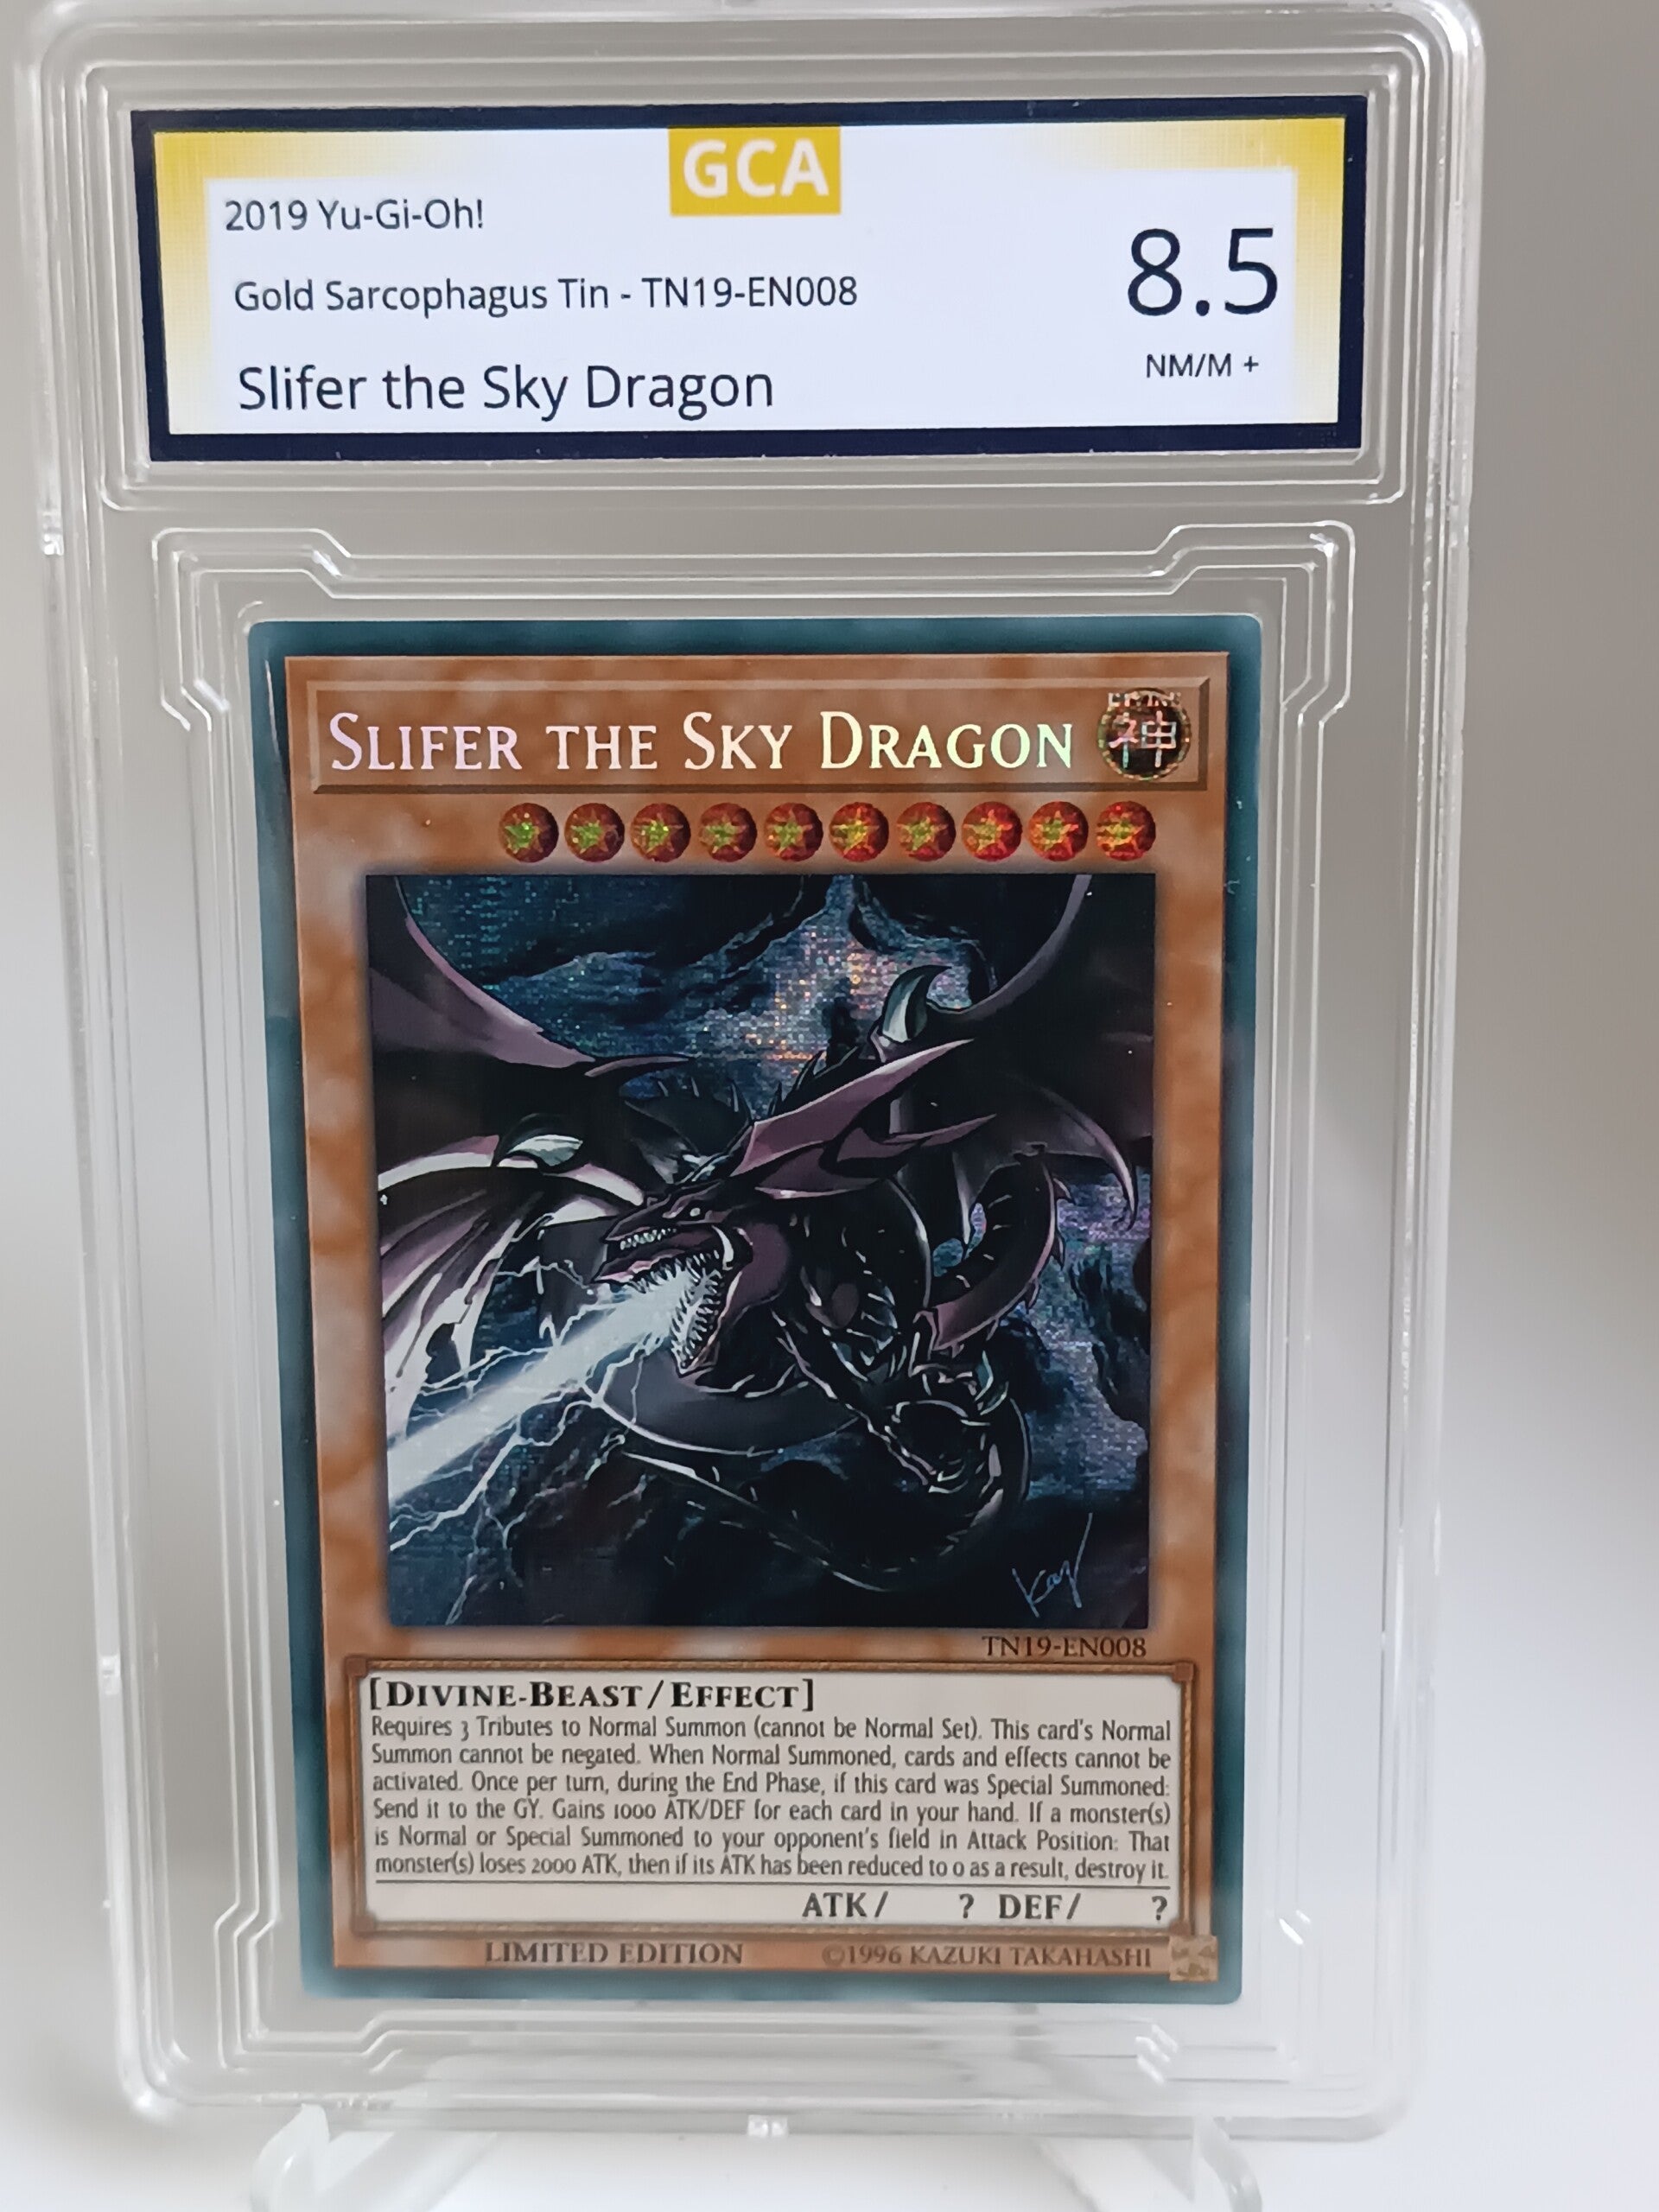 GCA
2019 Yu-Gi-Oh!
Gold Sarcophagus Tin - TN19-EN008
8.5
Slifer the Sky Dragon
NM/M +
SLIFER THE SKY DRAGON
神
Kaz
TN19-EN008
[DIVINE-BEAST/EFFECT]
Requires 3 Tributes to Normal Summon (cannot be Normal Set). This card's Normal
Summon cannot be negated. When Normal Summoned, cards and effects cannot be
activated. Once per turn, during the End Phase, if this card was Special Summoned:
Send it to the GY. Gains 1000 ATK/DEF for each card in your hand. If a monster(s)
is Normal or Special Summoned to your opponent's field in Attack Position: That
monster(s) loses 2000 ATK, then if its ATK has been reduced to 0 as a result, destroy it.
ATK/ ? DEF/ ?
LIMITED EDITION ©1996 KAZUKI TAKAHASHI